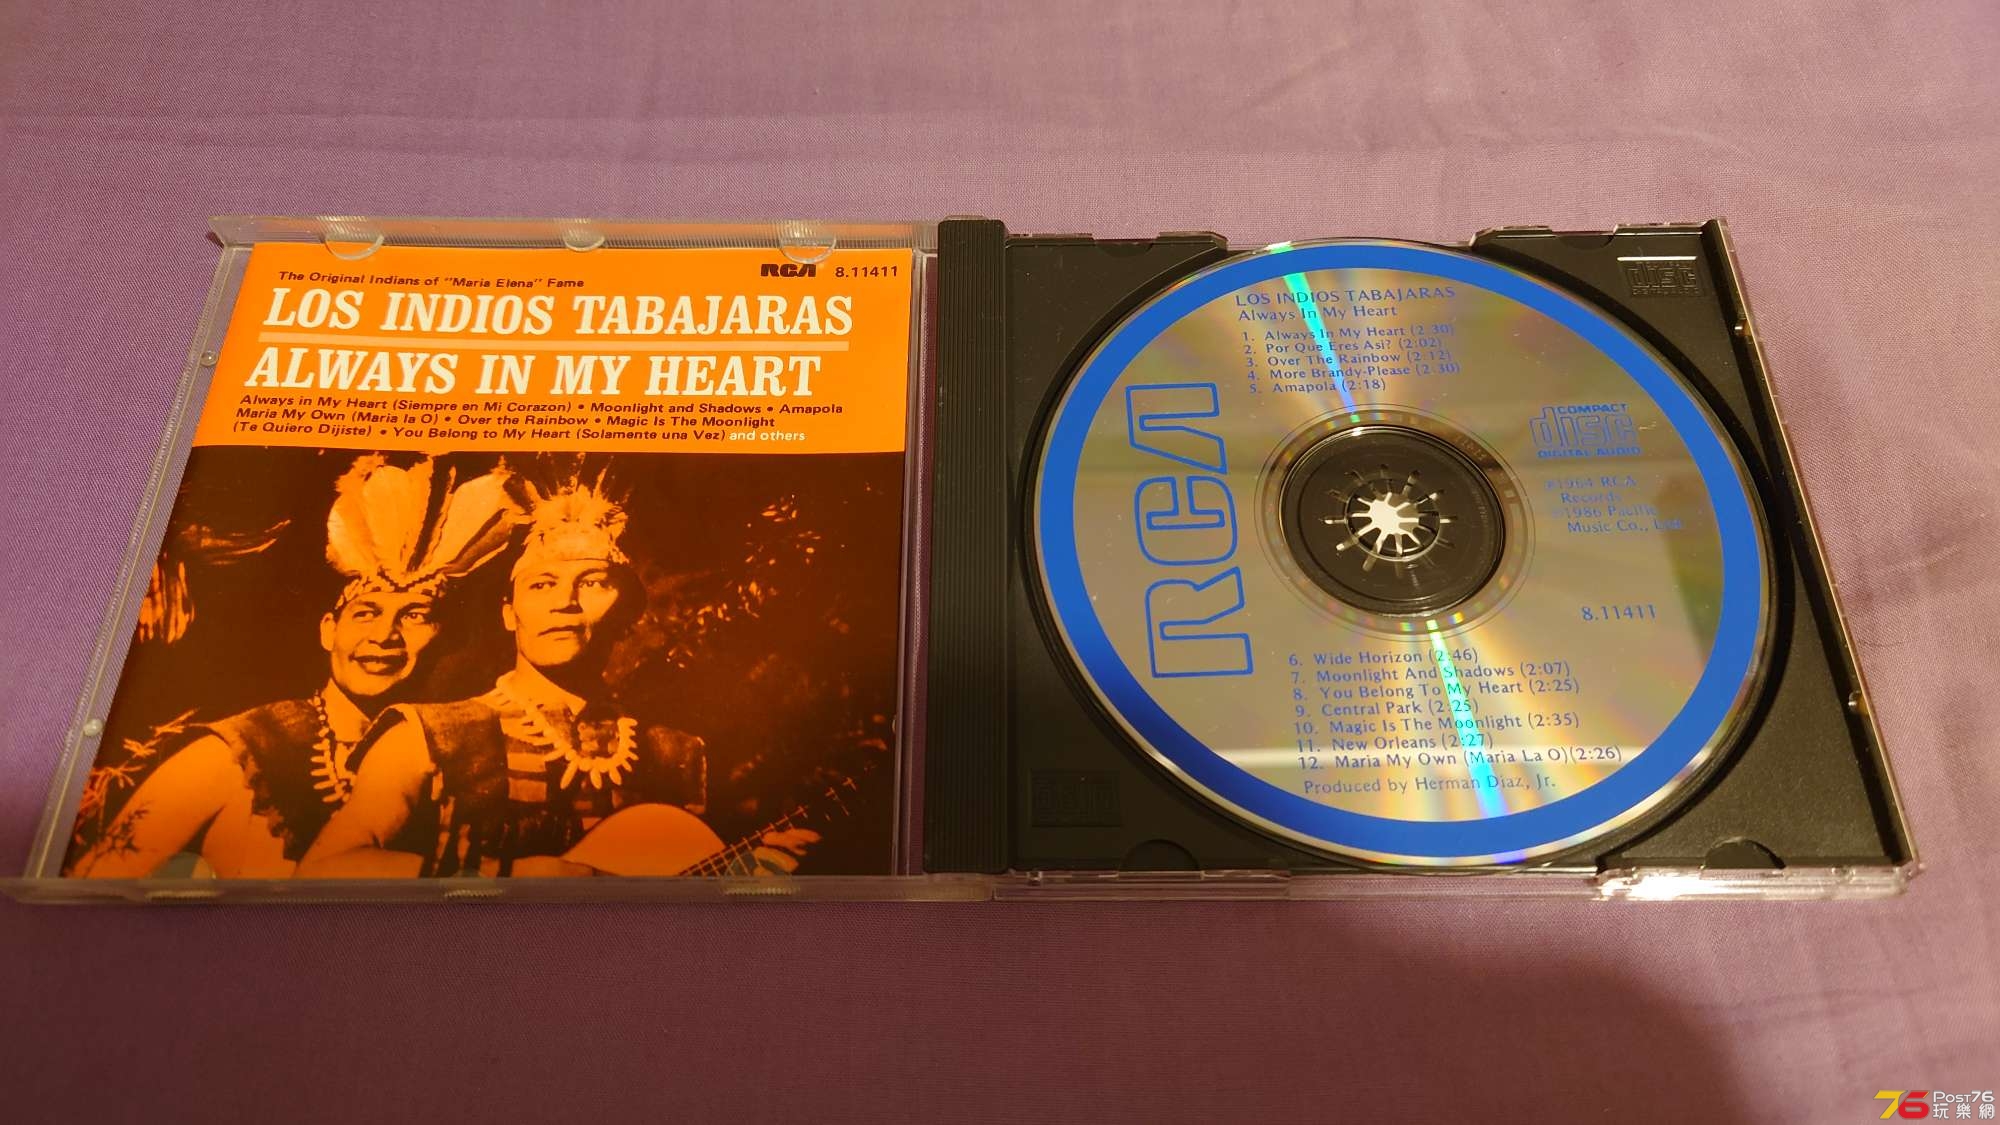 The Original Indians of "Maria Elena" Fame
RCA 8.11411
LOS INDIOS TABAJARAS
ALWAYS IN MY HEART
Always in My Heart (Siempre en Mi Corazon) • Moonlight and Shadows • Amapola
Maria My Own (Maria la O) • Over the Rainbow • Magic Is The Moonlight
(Te Quiero Dijiste) • You Belong to My Heart (Solamente una Vez) and others
LOS INDIOS TABAJARAS
Always In My Heart
1. Always In My Heart (2:30)
2. Por Que Eres Asi? (2:02)
3. Over The Rainbow (2:12)
4. More Brandy-Please (2:30)
5. Amapola (2:18)
RCA
COMPACT
disc
DIGITAL AUDIO
℗1964 RCA
Records
©1986 Pacific
Music Co., Ltd.
8.11411
6. Wide Horizon (2:46)
7. Moonlight And Shadows (2:07)
8. You Belong To My Heart (2:25)
9. Central Park (2:25)
10. Magic Is The Moonlight (2:35)
11. New Orleans (2:27)
12. Maria My Own (Maria La O)(2:26)
Produced by Herman Diaz, Jr.
disc
76 Post76
玩樂網